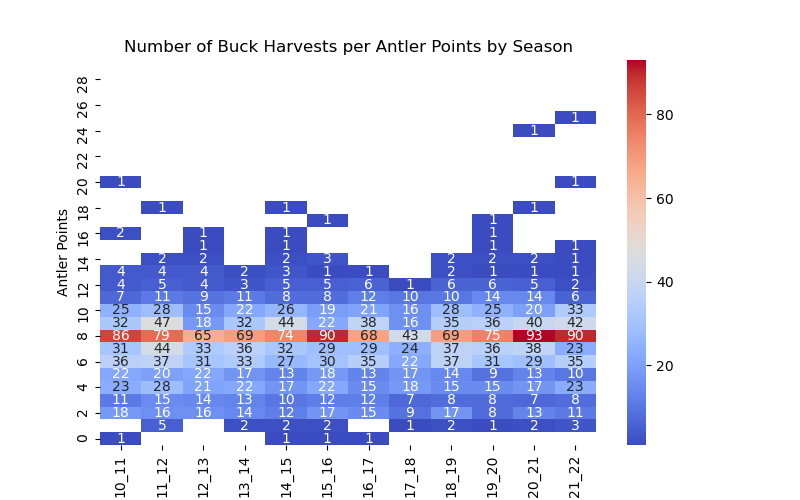 Number of Buck Harvests per Antler Points by Season
28
26
1
24 1
22
20 1 1
18 1 1 1
1 1
16 2 1 1 1
1 1 1 1
14 2 2 2 3 2 2 2 1
4 4 4 2 3 1 1 2 1 1 1
12 4 5 4 3 5 5 6 1 6 6 5 2
7 11 9 11 8 8 12 10 10 14 14 6
10 25 28 15 22 26 19 21 16 28 25 20 33
32 47 18 32 44 22 38 16 35 36 40 42
8 86 79 65 69 74 90 68 43 69 75 93 90
31 44 33 36 32 29 29 24 37 36 38 23
6 36 37 31 33 27 30 35 22 37 31 29 35
22 20 22 17 13 18 13 17 14 9 13 10
4 23 28 21 22 17 22 15 18 15 15 17 23
11 15 14 13 10 12 12 7 8 8 7 8
2 18 16 16 14 12 17 15 9 17 8 13 11
5 2 2 2 1 2 1 2 3
0 1 1 1 1
Antler Points
10_11 11_12 12_13 13_14 14_15 15_16 16_17 17_18 18_19 19_20 20_21 21_22
80
60
40
20